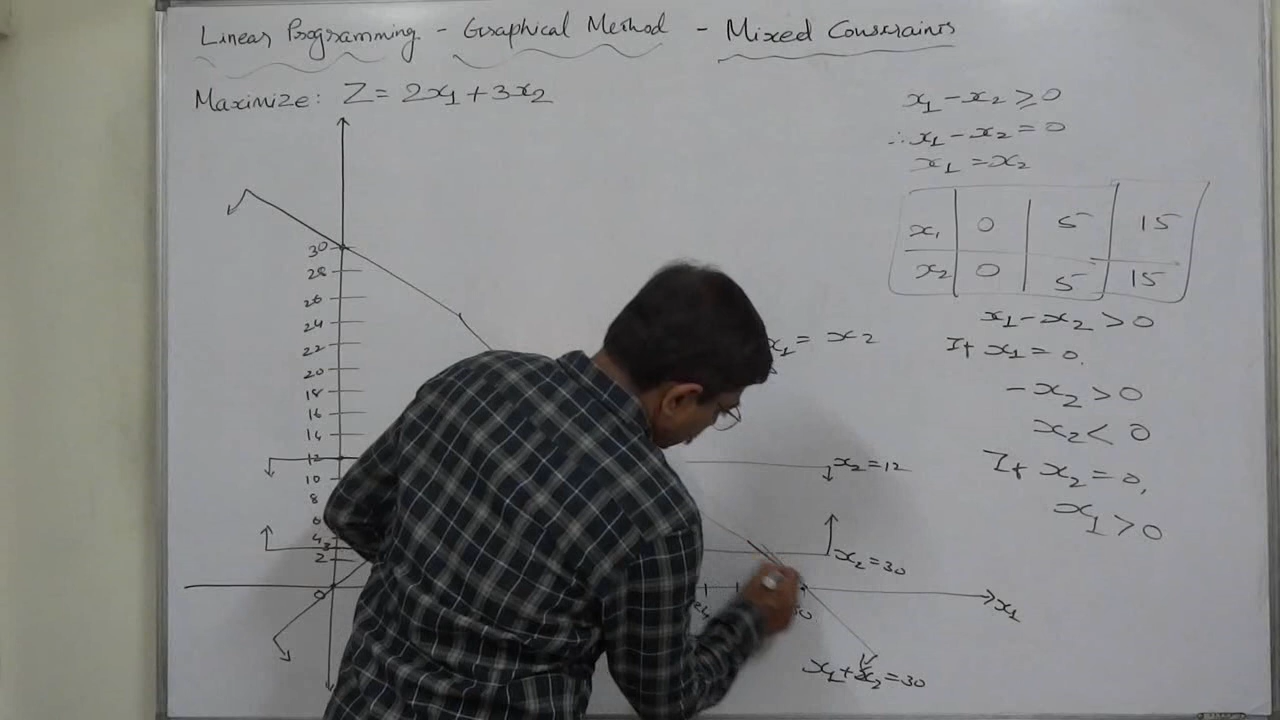 Linear Programming - Graphical Method - Mixed Constraints
Maximize: Z = 2x1 + 3x2
x1 - x2 ≥ 0
∴ x1 - x2 = 0
x1 = x2
x1 0 5 15
x2 0 5 15
x1 - x2 > 0
If x1 = 0.
-x2 > 0
x2 < 0
If x2 = 0,
x1 > 0
30
28
26
24
22
20
18
16
14
12
10
8
6
4
3
2
0
x1 = x2
x2 = 12
x2 = 30
x1
x1 + x2 = 30